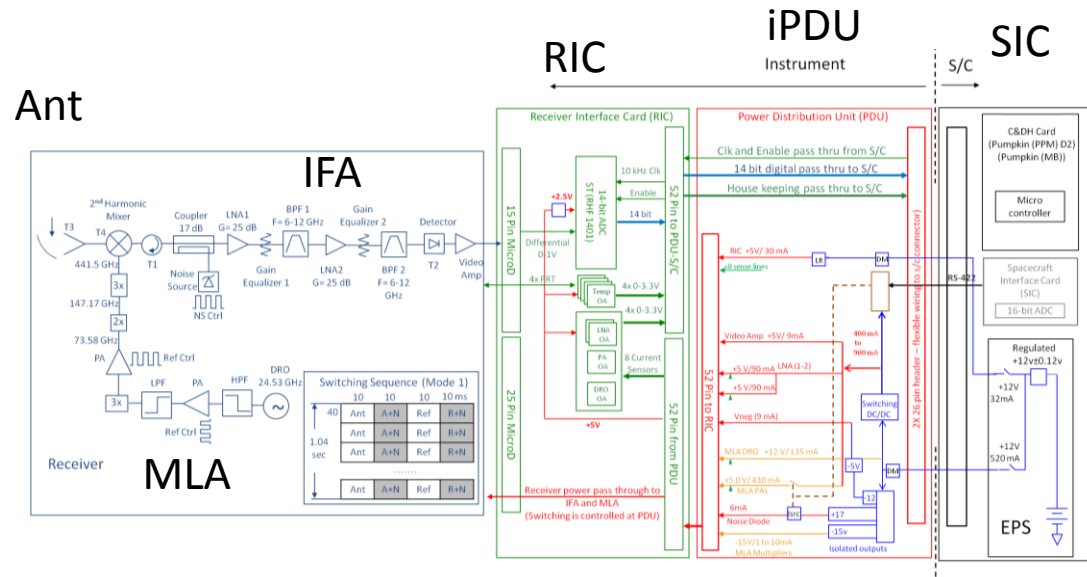 iPDU
SIC
RIC
Instrument
S/C
Ant
IFA
Receiver Interface Card (RIC)
Power Distribution Unit (PDU)
C&DH Card
(Pumpkin (PPM) D2)
(Pumpkin (MB))
Micro
controller
Spacecraft
Interface Card
(SIC)
16-bit ADC
RS-422
Regulated
+12v±0.12v
+12V
32mA
+12V
520 mA
EPS
2nd Harmonic
Mixer
T3
T4
T1
Coupler
17 dB
LNA1
G= 25 dB
BPF 1
F= 6-12 GHz
Gain
Equalizer 2
Detector
T2
Video
Amp
Noise
Source
NS Ctrl
Gain
Equalizer 1
LNA2
G= 25 dB
BPF 2
F= 6-12
GHz
441.5 GHz
3x
147.17 GHz
2x
73.58 GHz
PA
Ref Ctrl
3x
LPF
PA
HPF
DRO
24.53 GHz
Ref Ctrl
MLA
Receiver
Switching Sequence (Mode 1)
10 10 10 10 ms
40
1.04
sec
Ant A+N Ref R+N
Ant A+N Ref R+N
Ant A+N Ref R+N
.......
Ant A+N Ref R+N
15 Pin MicroD
25 Pin MicroD
+2.5V
14-bit ADC
ST (RHF 1401)
10 kHz Clk
Enable
14 bit
Differential
0-1V
4x PRT
Temp
OA
4x 0-3.3V
4x 0-3.3V
LNA
OA
PA
OA
DRO
OA
8 Current
Sensors
+5V
52 Pin to PDU-S/C
52 Pin from PDU
Receiver power pass through to
IFA and MLA
(Switching is controlled at PDU)
Clk and Enable pass thru from S/C
14 bit digital pass thru to S/C
House keeping pass thru to S/C
52 Pin to RIC
RIC +5V/ 30 mA
x8 sense lines
LR
DM
400 mA
to
900 mA
Video Amp +5V/ 9mA
+5 V/90 mA LNA (1-2)
+5 V/90 mA
Vneg (9 mA)
Switching
DC/DC
MLA DRO +12 V/ 135 mA
-5V
DM
+5.0 V/ 430 mA
MLA PAs
-12
6mA
Noise Diode
Isrc
+17
-15v
-15V/1 to 10mA
MLA Multipliers
Isolated outputs
2X 26 pin header – flexible wiring to s/c connector)